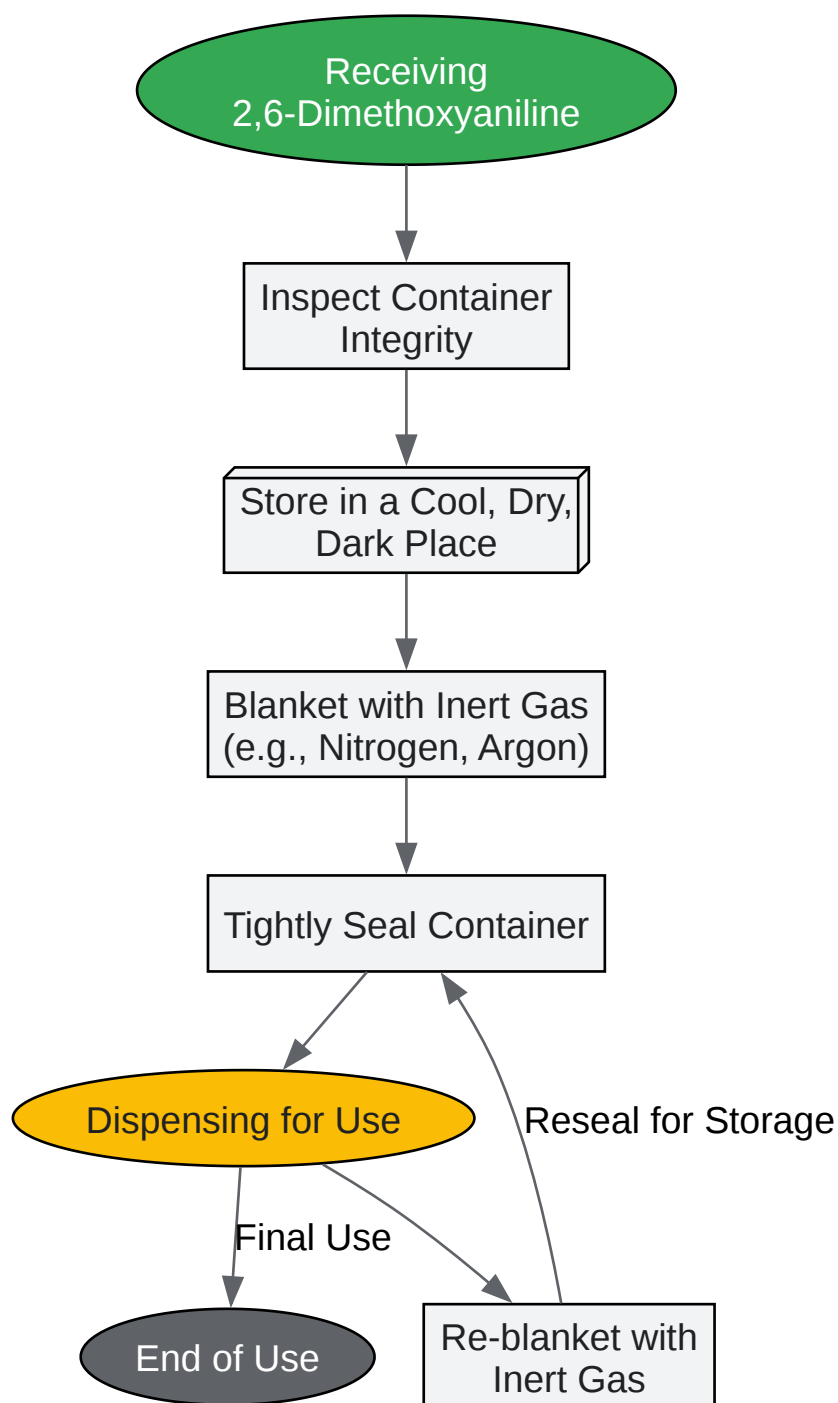 Receiving
2,6-Dimethoxyaniline
Inspect Container
Integrity
Store in a Cool, Dry,
Dark Place
Blanket with Inert Gas
(e.g., Nitrogen, Argon)
Tightly Seal Container
Dispensing for Use
Reseal for Storage
Final Use
End of Use
Re-blanket with
Inert Gas